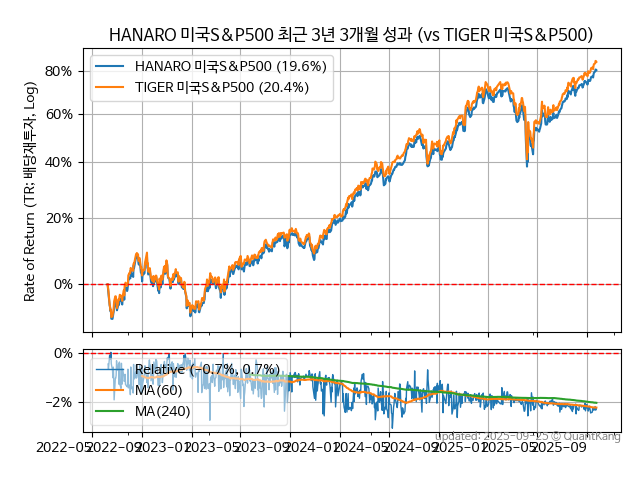 HANARO 미국S&P500 최근 3년 3개월 성과 (vs TIGER 미국S&P500)
HANARO 미국S&P500 (19.6%)
TIGER 미국S&P500 (20.4%)
Rate of Return (TR: 배당재투자, Log)
80%
60%
40%
20%
0%
0%
−2%
Relative (−0.7%, 0.7%)
MA(60)
MA(240)
Updated: 2025-09-25 © QuantKang
2022-05 2022-09 2023-01 2023-05 2023-09 2024-01 2024-05 2024-09 2025-01 2025-05 2025-09